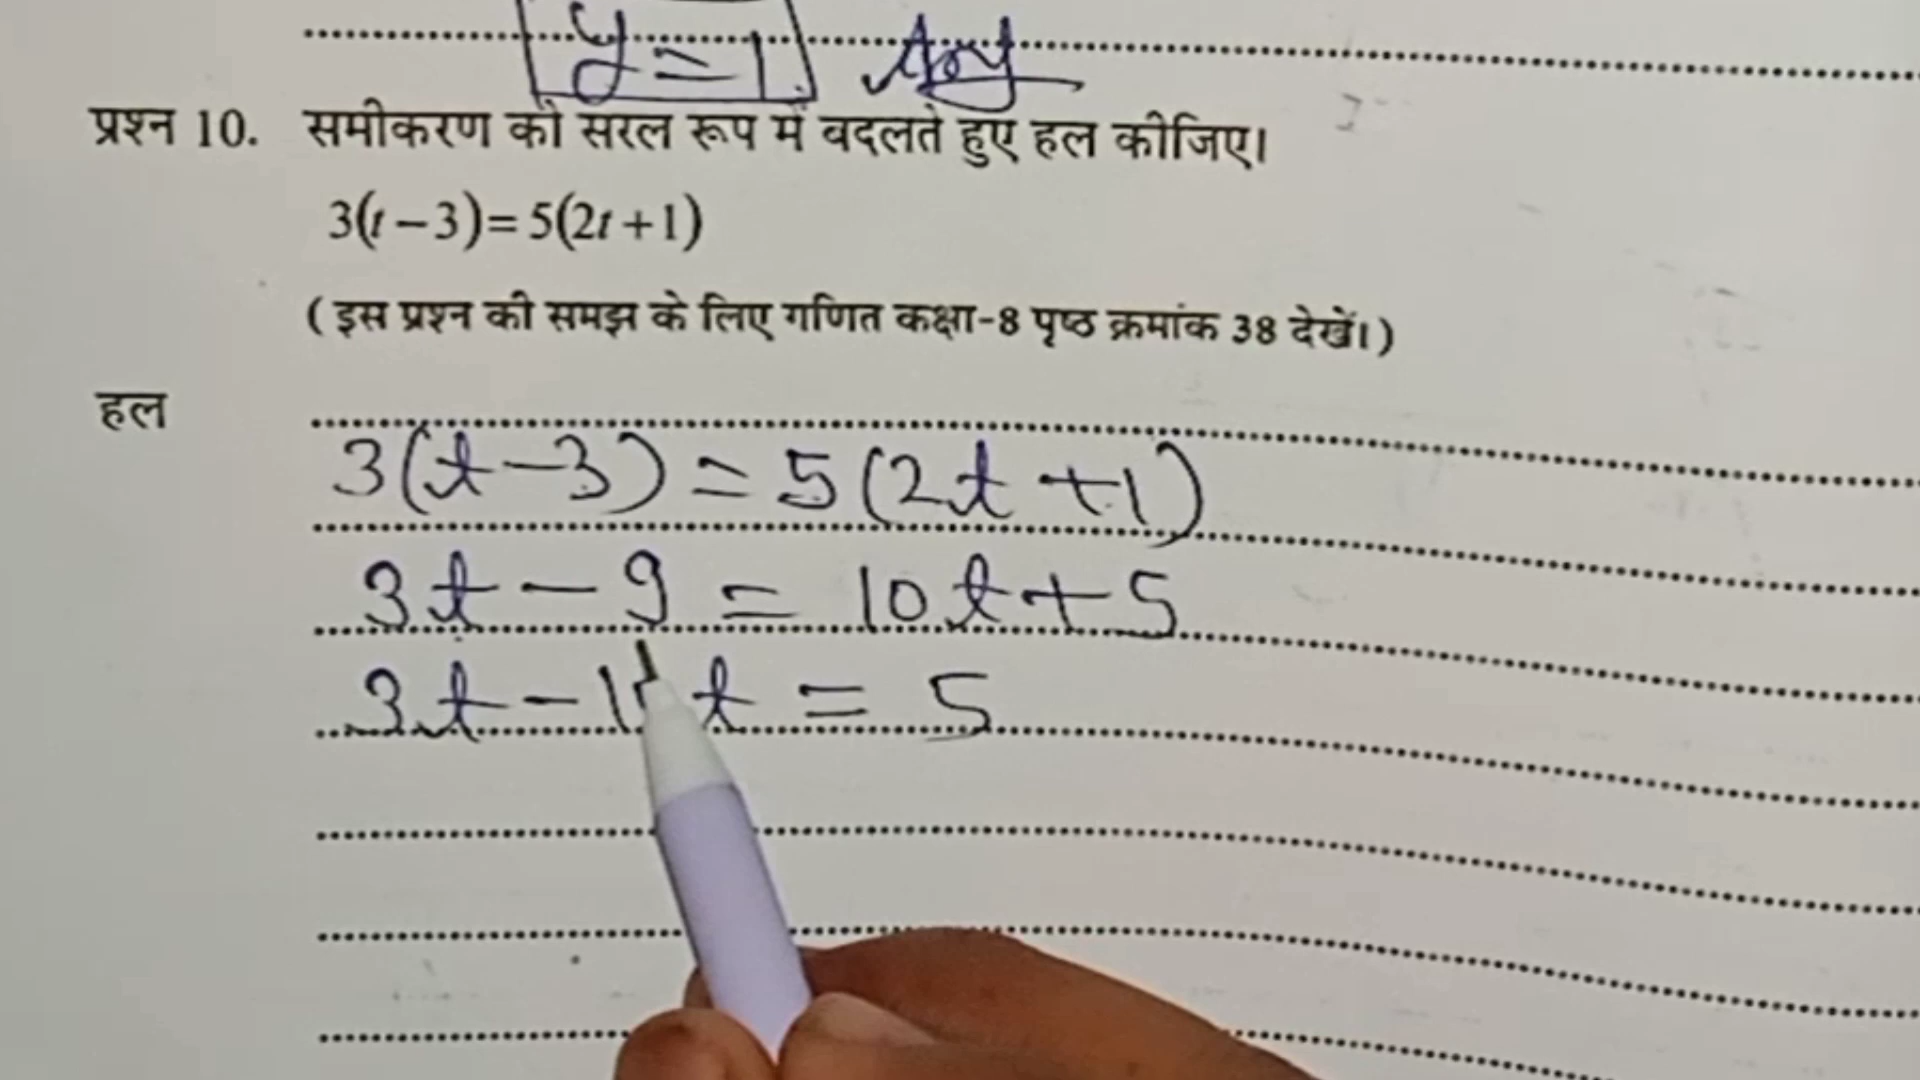 y=1 Ans
प्रश्न 10. समीकरण को सरल रूप में बदलते हुए हल कीजिए।
3(t-3)=5(2t+1)
(इस प्रश्न की समझ के लिए गणित कक्षा-8 पृष्ठ क्रमांक 38 देखें।)
हल
3(t-3)=5(2t+1)
3t-9=10t+5
3t-10t=5